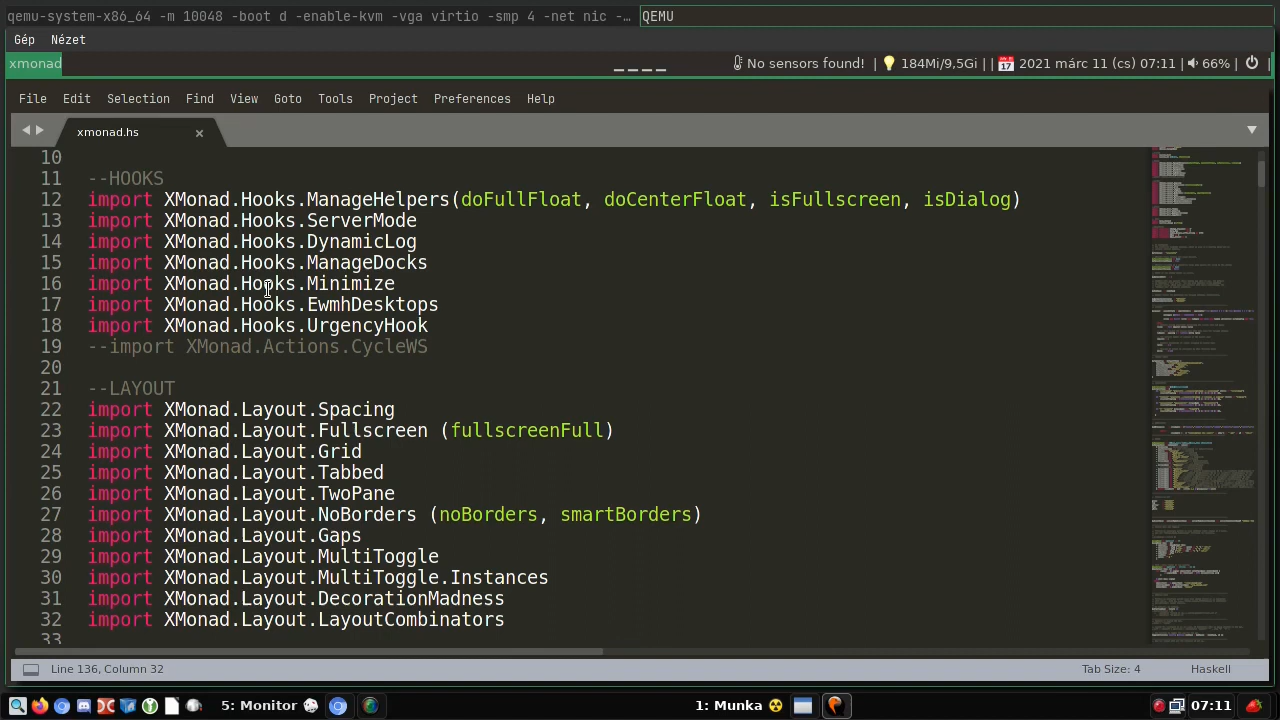 qemu-system-x86_64 -m 10048 -boot d -enable-kvm -vga virtio -smp 4 -net nic -… QEMU
Gép Nézet
xmonad No sensors found! | 184Mi/9,5Gi | | 2021 márc 11 (cs) 07:11 | 66% | |
File Edit Selection Find View Goto Tools Project Preferences Help
xmonad.hs ×
10
11 --HOOKS
12 import XMonad.Hooks.ManageHelpers(doFullFloat, doCenterFloat, isFullscreen, isDialog)
13 import XMonad.Hooks.ServerMode
14 import XMonad.Hooks.DynamicLog
15 import XMonad.Hooks.ManageDocks
16 import XMonad.Hooks.Minimize
17 import XMonad.Hooks.EwmhDesktops
18 import XMonad.Hooks.UrgencyHook
19 --import XMonad.Actions.CycleWS
20
21 --LAYOUT
22 import XMonad.Layout.Spacing
23 import XMonad.Layout.Fullscreen (fullscreenFull)
24 import XMonad.Layout.Grid
25 import XMonad.Layout.Tabbed
26 import XMonad.Layout.TwoPane
27 import XMonad.Layout.NoBorders (noBorders, smartBorders)
28 import XMonad.Layout.Gaps
29 import XMonad.Layout.MultiToggle
30 import XMonad.Layout.MultiToggle.Instances
31 import XMonad.Layout.DecorationMadness
32 import XMonad.Layout.LayoutCombinators
33
Line 136, Column 32 Tab Size: 4 Haskell
5: Monitor 1: Munka 07:11